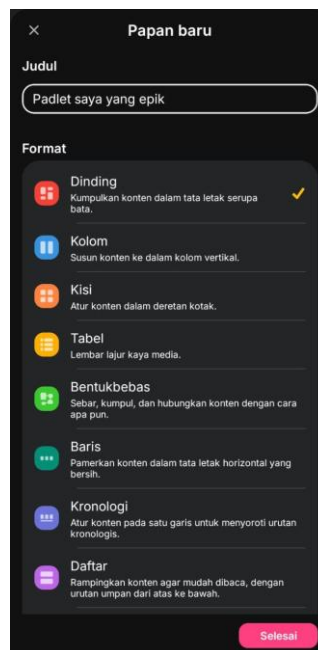 Papan baru
Judul
Padlet saya yang epik
Format
Dinding
Kumpulkan konten dalam tata letak serupa
bata.
Kolom
Susun konten ke dalam kolom vertikal.
Kisi
Atur konten dalam deretan kotak.
Tabel
Lembar lajur kaya media.
Bentukbebas
Sebar, kumpul, dan hubungkan konten dengan cara
apa pun.
Baris
Pamerkan konten dalam tata letak horizontal yang
bersih.
Kronologi
Atur konten pada satu garis untuk menyoroti urutan
kronologis.
Daftar
Rampingkan konten agar mudah dibaca, dengan
urutan umpan dari atas ke bawah.
Selesai